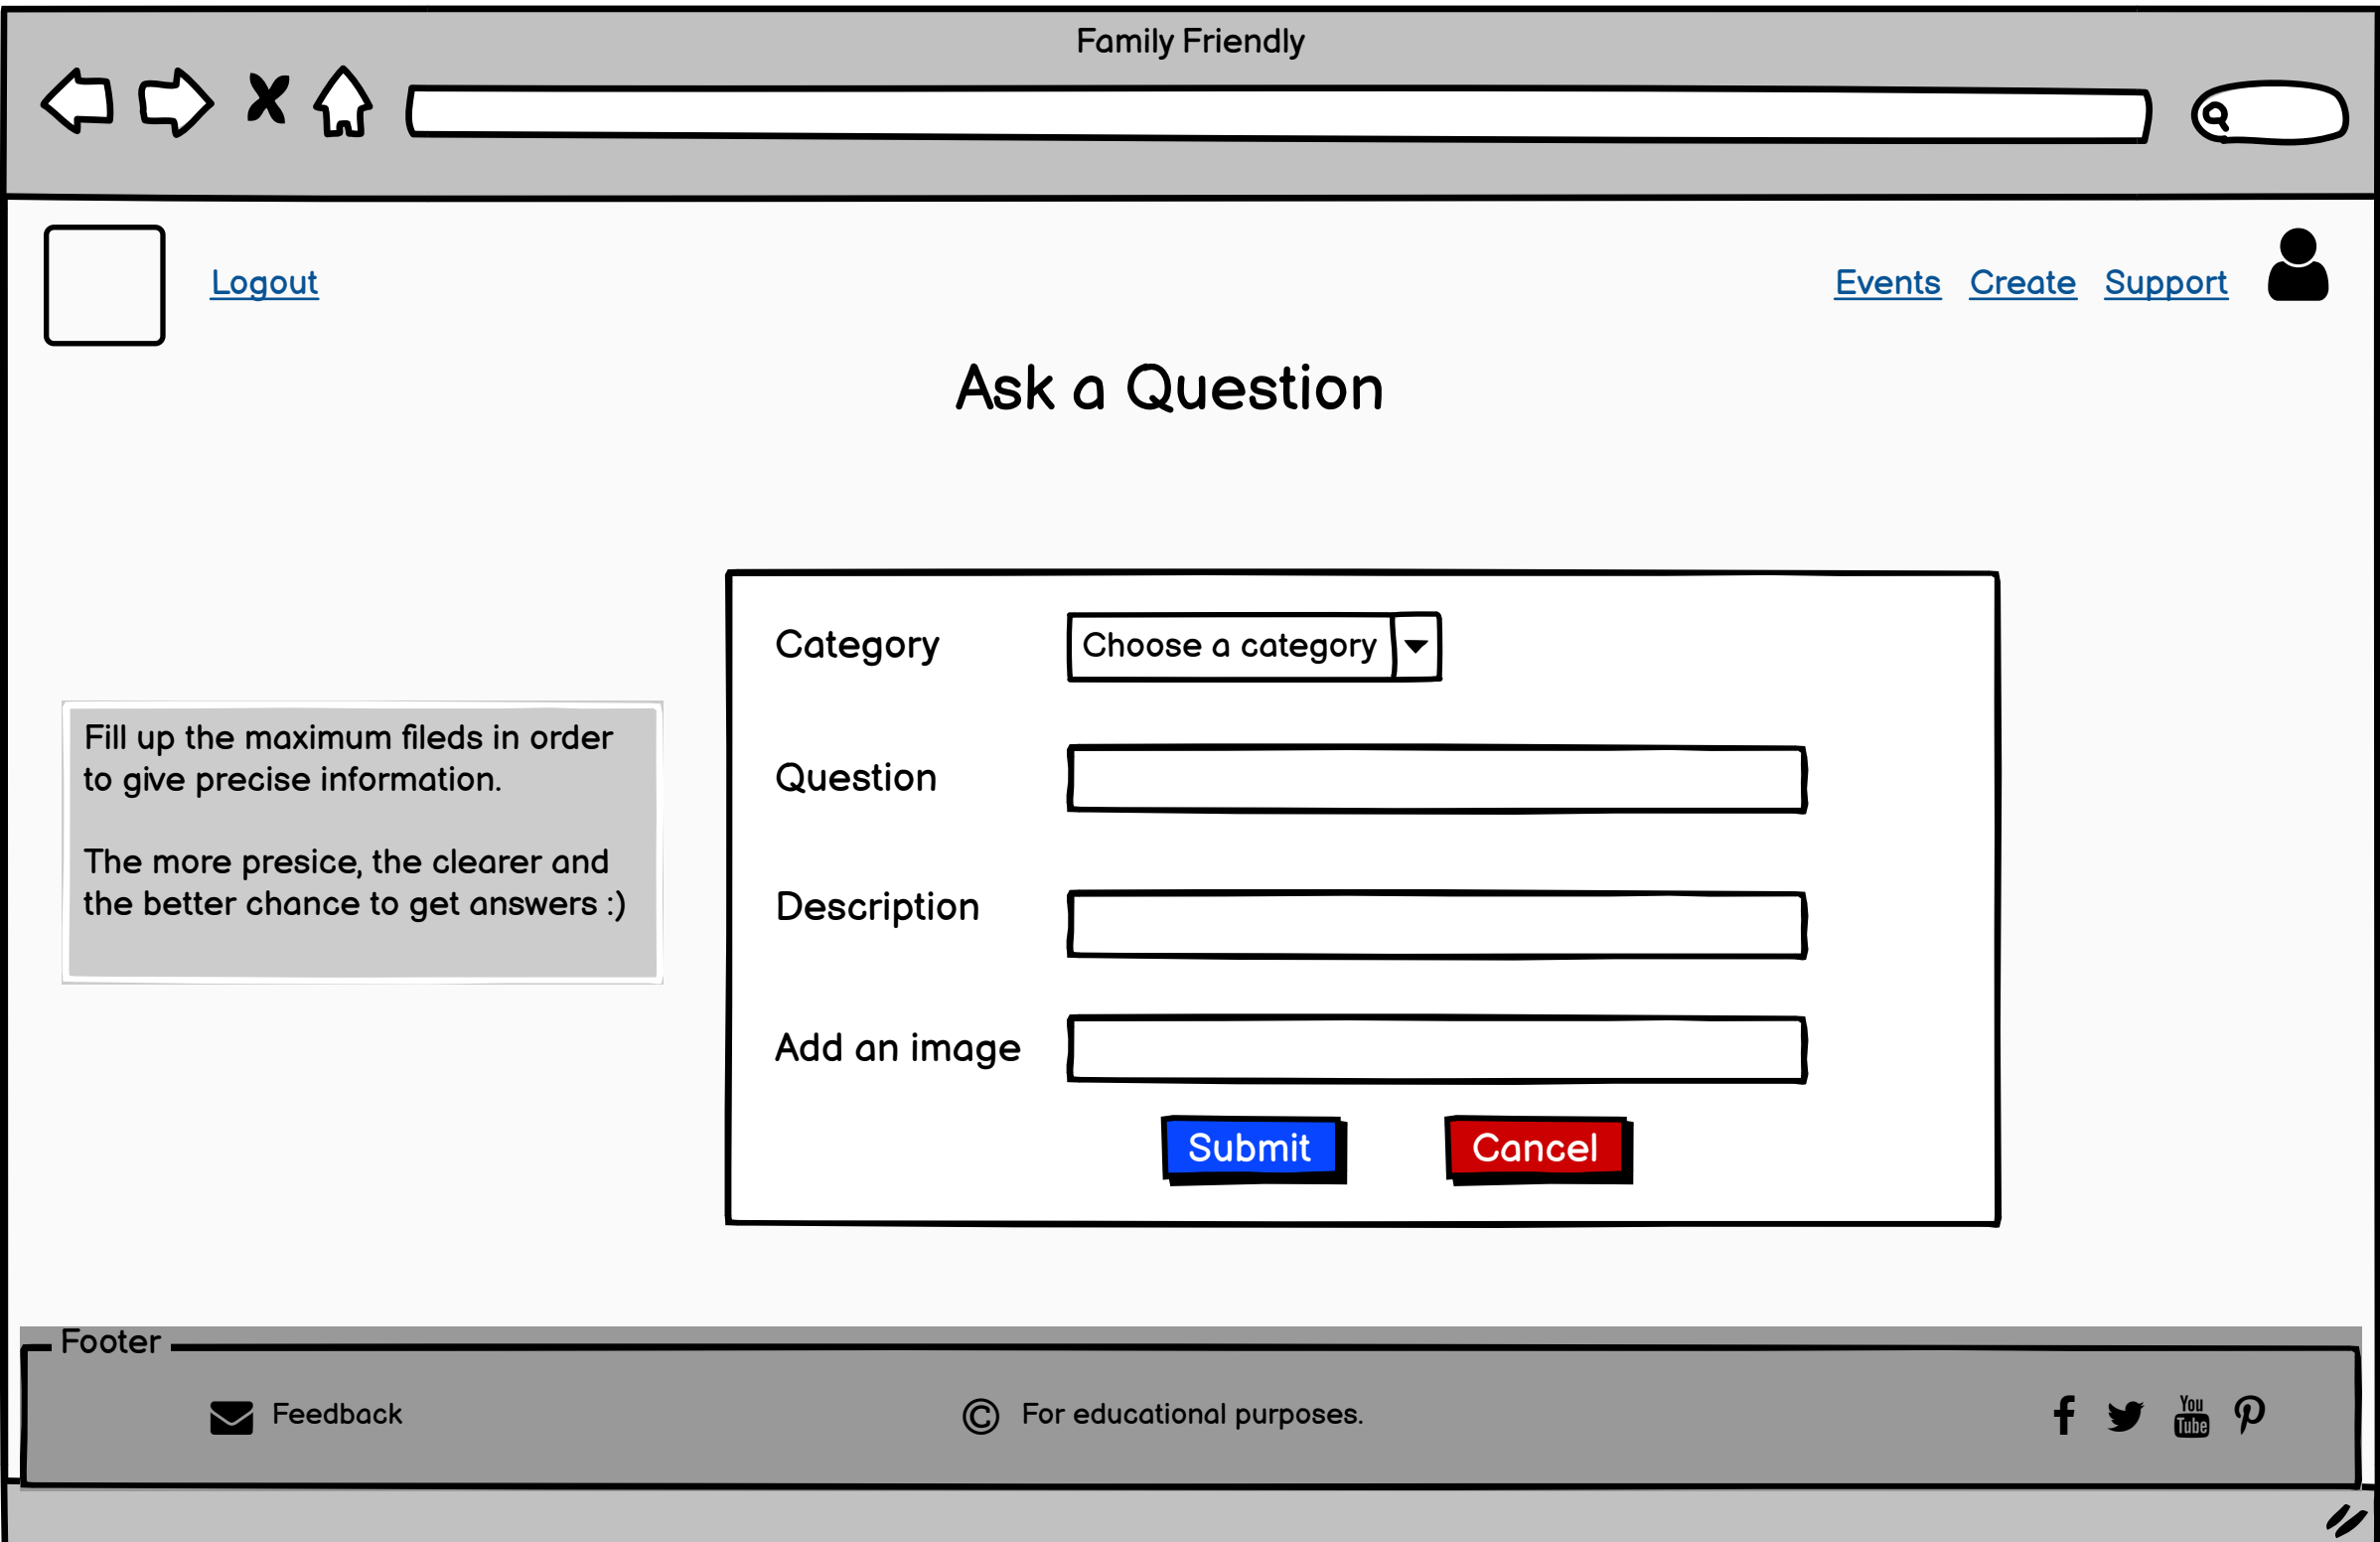 Family Friendly
Logout
Events Create Support
Ask a Question
Category
Choose a category
Fill up the maximum fileds in order
to give precise information.
The more presice, the clearer and
the better chance to get answers :)
Question
Description
Add an image
Submit
Cancel
Footer
Feedback
© For educational purposes.
You
Tube